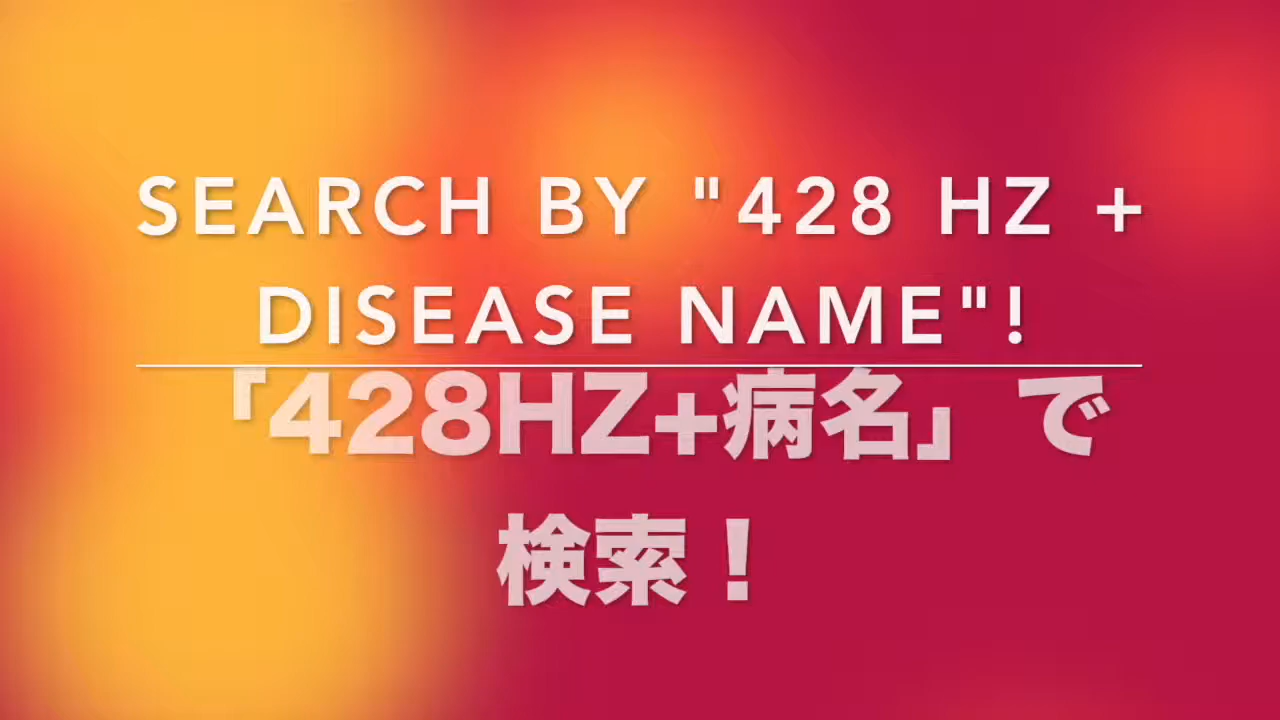 SEARCH BY "428 HZ +
DISEASE NAME"!
「428HZ+病名」で
検索！